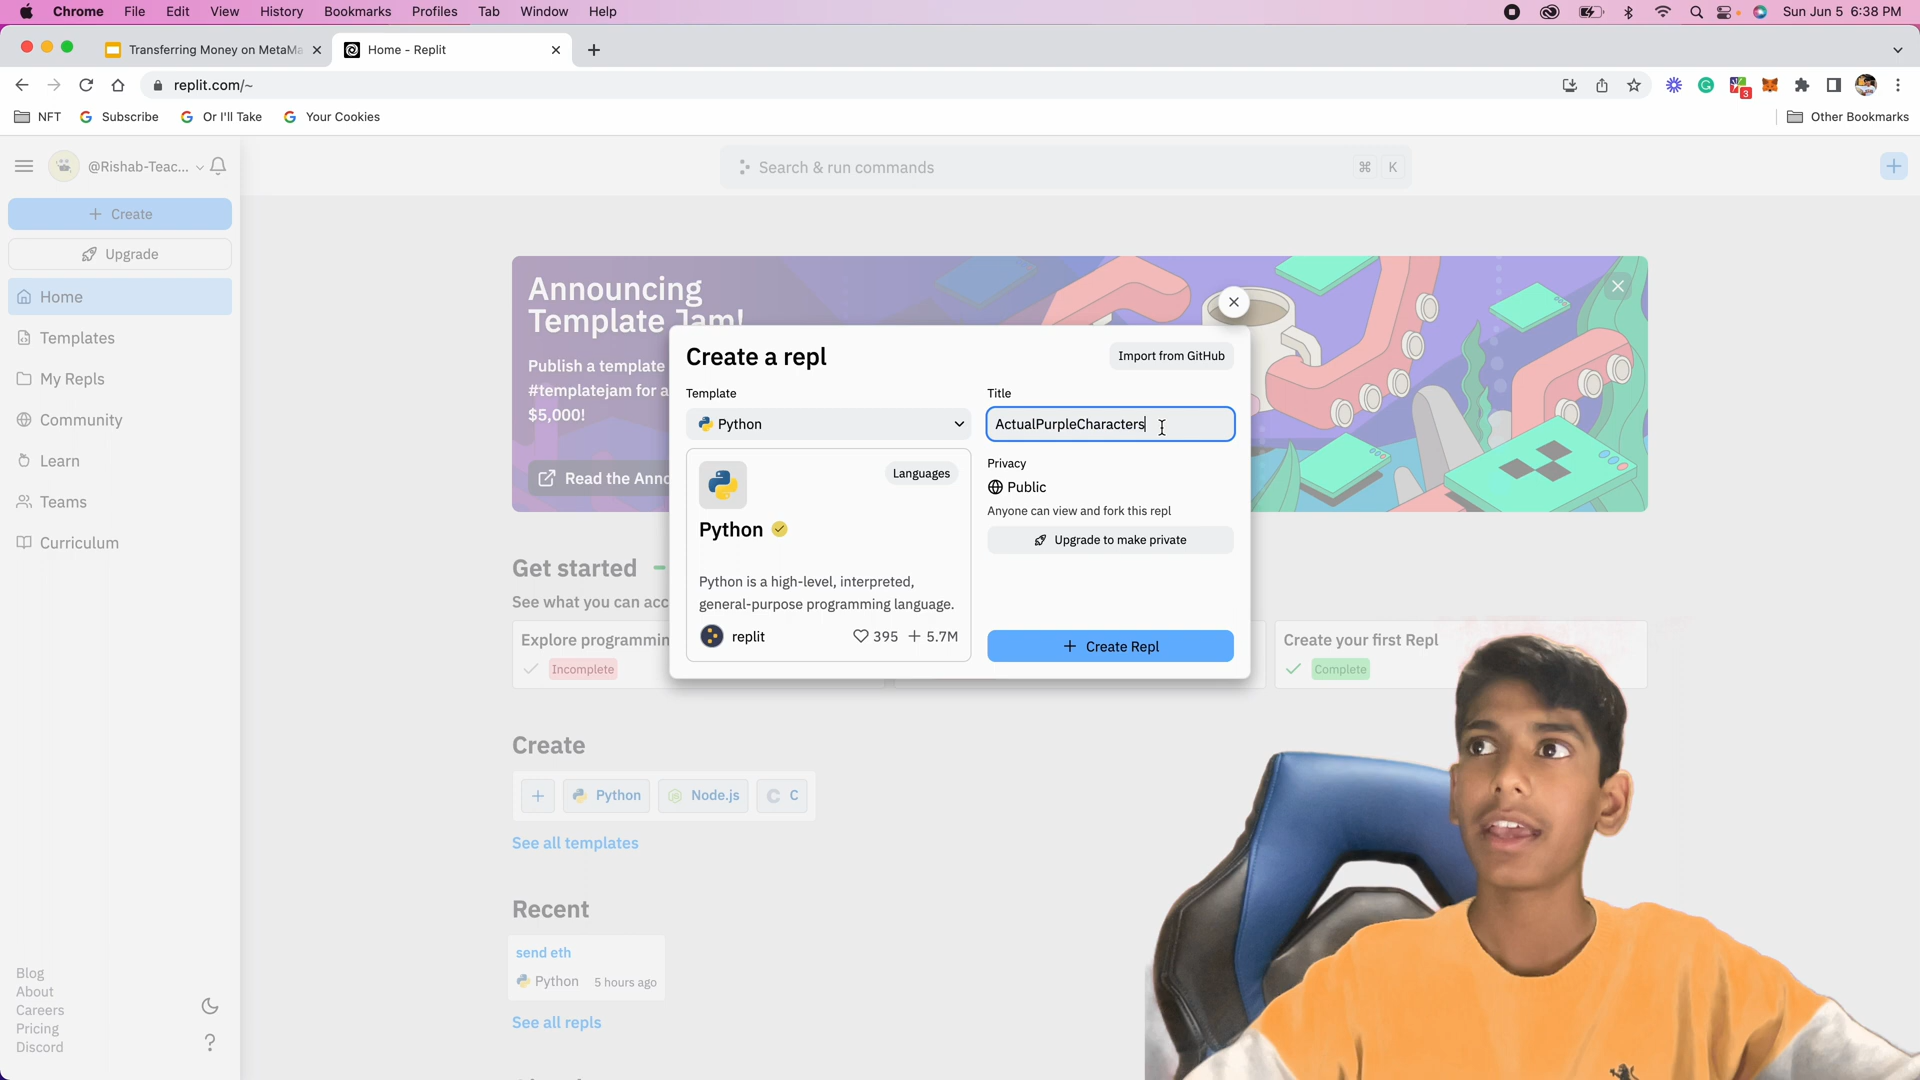 Chrome File Edit View History Bookmarks Profiles Tab Window Help Sun Jun 5 6:38 PM
Transferring Money on MetaMa
Home - Replit
replit.com/~
3
NFT Subscribe Or I'll Take Your Cookies Other Bookmarks
@Rishab-Teac...
Search & run commands ⌘ K
+ Create
Upgrade
Home
Templates
My Repls
Community
Learn
Teams
Curriculum
Blog
About
Careers
Pricing
Discord
Announcing
Template Jam!
Publish a template
#templatejam for a
$5,000!
Read the Anno
Create a repl
Import from GitHub
Template
Python
Languages
Python
Python is a high-level, interpreted,
general-purpose programming language.
replit 395 + 5.7M
Title
ActualPurpleCharacters
Privacy
Public
Anyone can view and fork this repl
Upgrade to make private
+ Create Repl
Get started
See what you can acc
Explore programmin
Incomplete
Create your first Repl
Complete
Create
+ Python Node.js C C
See all templates
Recent
send eth
Python 5 hours ago
See all repls